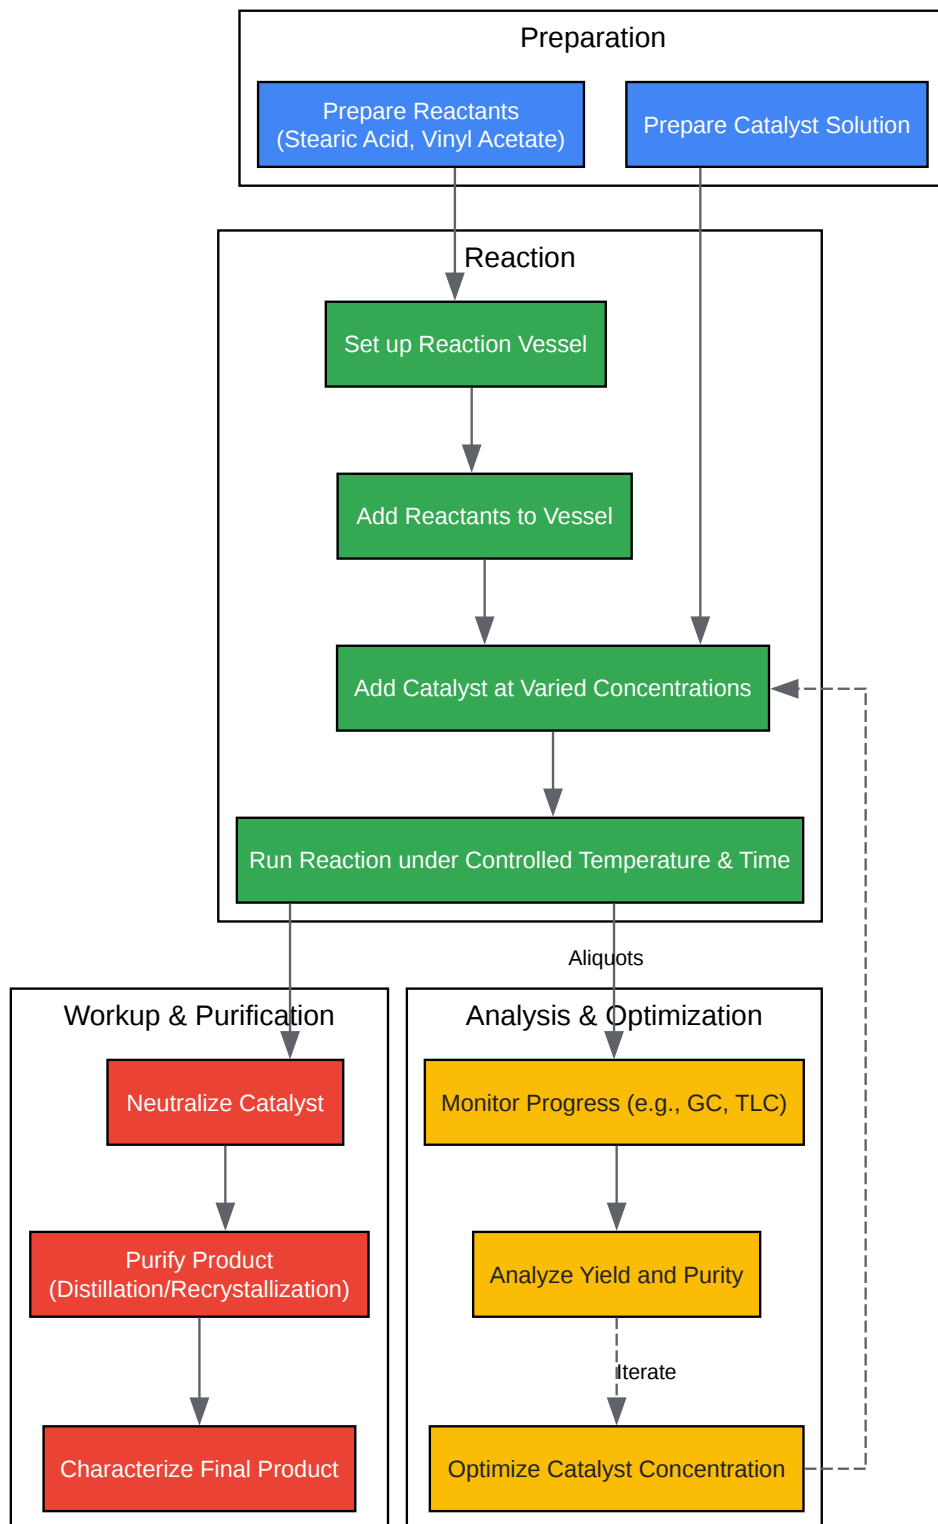 Preparation
Prepare Reactants
(Stearic Acid, Vinyl Acetate)
Prepare Catalyst Solution
Reaction
Set up Reaction Vessel
Add Reactants to Vessel
Add Catalyst at Varied Concentrations
Run Reaction under Controlled Temperature & Time
Aliquots
Workup & Purification
Neutralize Catalyst
Purify Product
(Distillation/Recrystallization)
Characterize Final Product
Analysis & Optimization
Monitor Progress (e.g., GC, TLC)
Analyze Yield and Purity
Iterate
Optimize Catalyst Concentration